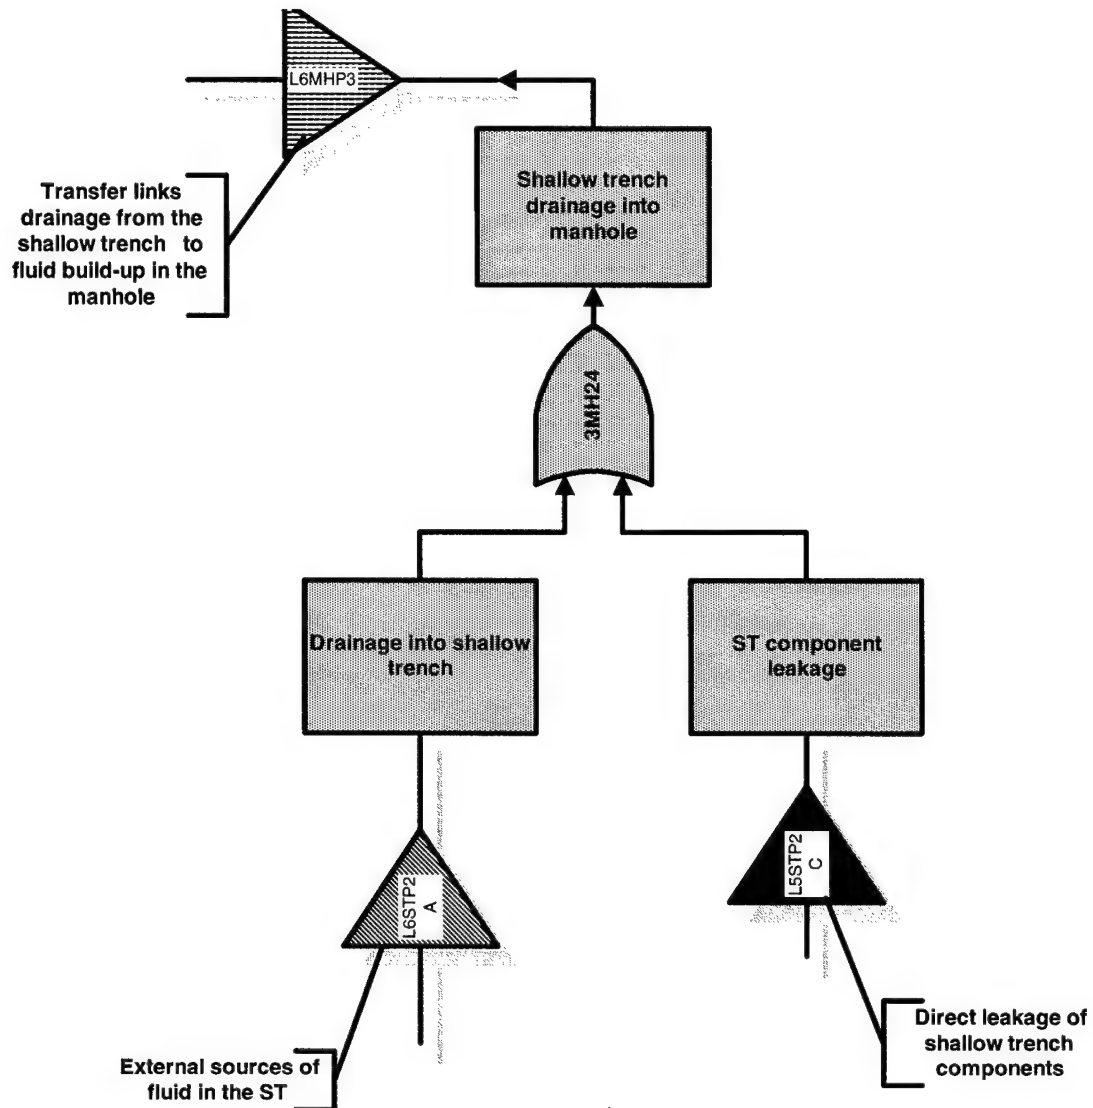 L6MHP3
Transfer links
drainage from the
shallow trench to
fluid build-up in the
manhole
Shallow trench
drainage into
manhole
3MH24
Drainage into shallow
trench
ST component
leakage
L6STP2
A
L5STP2
C
External sources of
fluid in the ST
Direct leakage of
shallow trench
components